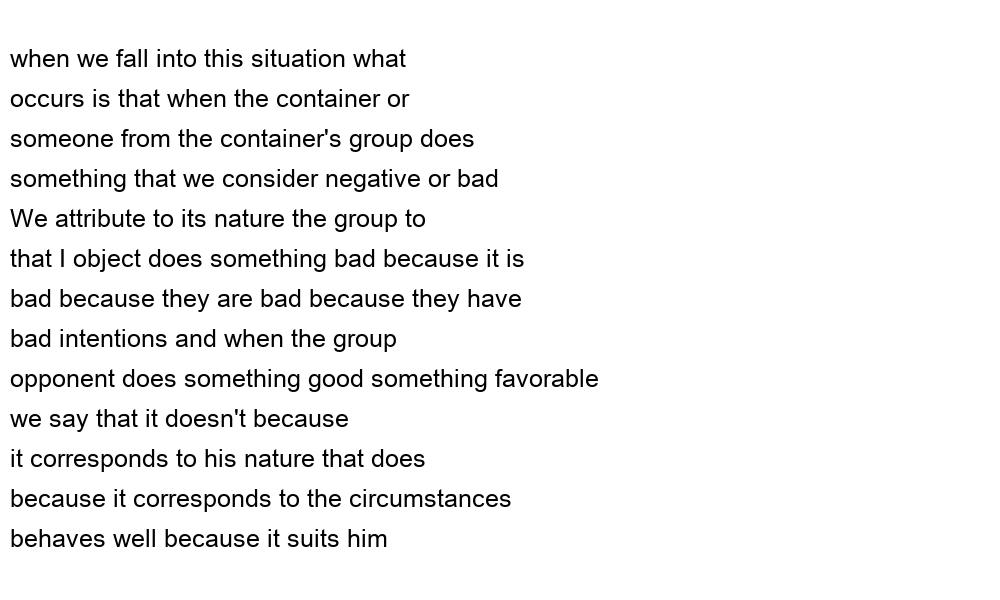 when we fall into this situation what
occurs is that when the container or
someone from the container's group does
something that we consider negative or bad
We attribute to its nature the group to
that I object does something bad because it is
bad because they are bad because they have
bad intentions and when the group
opponent does something good something favorable
we say that it doesn't because
it corresponds to his nature that does
because it corresponds to the circumstances
behaves well because it suits him